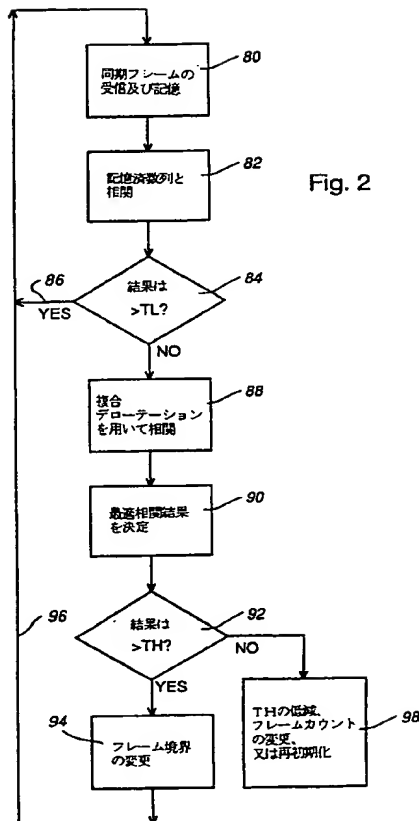 同期フレームの
受信及び記憶
80
記憶済数列と
相関
82
Fig. 2
結果は
>TL?
84
86
YES
NO
複合
デローテーション
を用いて相関
88
最適相関結果
を決定
90
結果は
>TH?
92
96
NO
YES
94
フレーム境界
の変更
THの低減、
フレームカウント
の変更、
又は再初期化
98